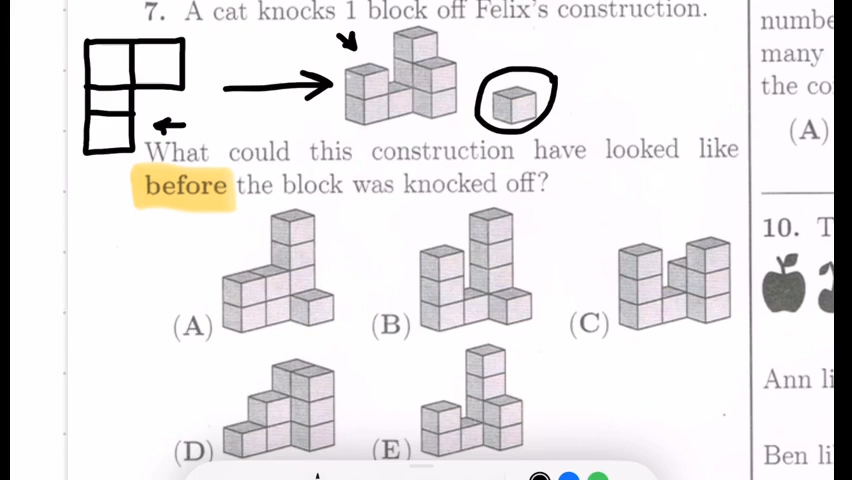 7. A cat knocks 1 block off Felix's construction.
What could this construction have looked like
before the block was knocked off?
(A)
(B)
(C)
(D)
(E)
numbe
many
the co
(A)
10. T
Ann li
Ben li